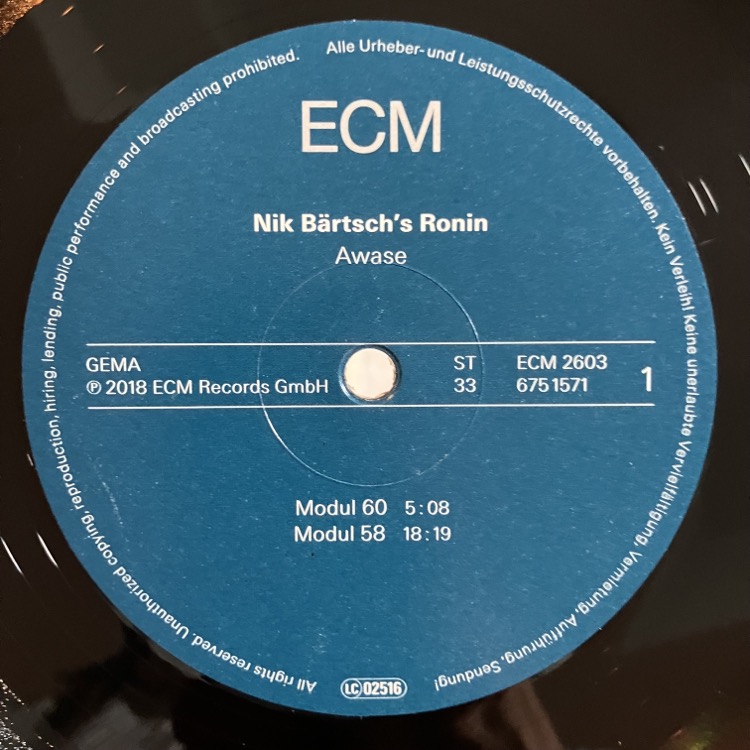 ECM
Nik Bärtsch's Ronin
Awase
GEMA
℗ 2018 ECM Records GmbH
ST
33
ECM 2603
6751571
1
Modul 60 5:08
Modul 58 18:19
Alle Urheber- und Leistungsschutzrechte vorbehalten. Kein Verleih! Keine unerlaubte Vervielfältigung, Vermietung, Aufführung, Sendung!
LC 02516
All rights reserved. Unauthorized copying, reproduction, hiring, lending, public performance and broadcasting prohibited.